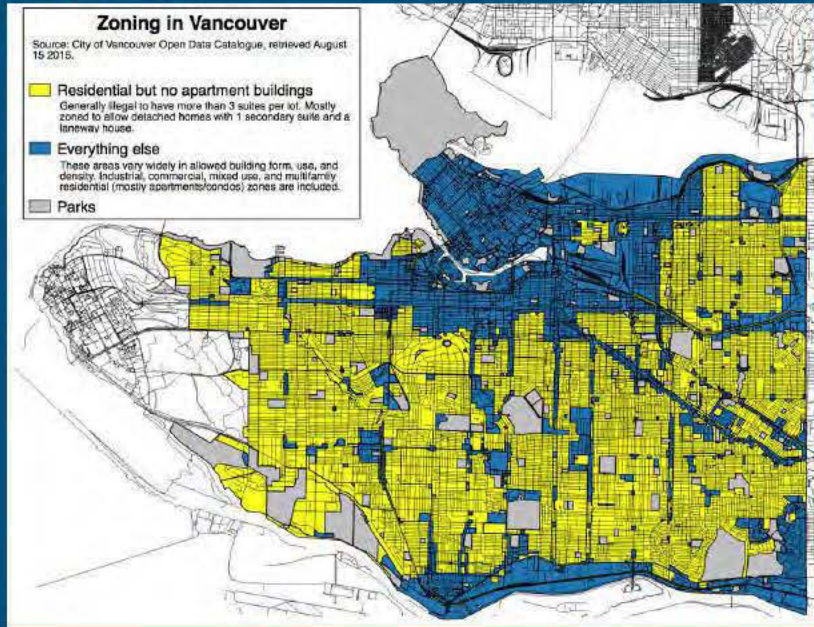 Zoning in Vancouver
Source: City of Vancouver Open Data Catalogue, retrieved August
15 2015.
Residential but no apartment buildings
Generally illegal to have more than 3 suites per lot. Mostly
zoned to allow detached homes with 1 secondary suite and a
laneway house.
Everything else
These areas vary widely in allowed building form, use, and
density. Industrial, commercial, mixed use, and multifamily
residential (mostly apartments/condos) zones are included.
Parks